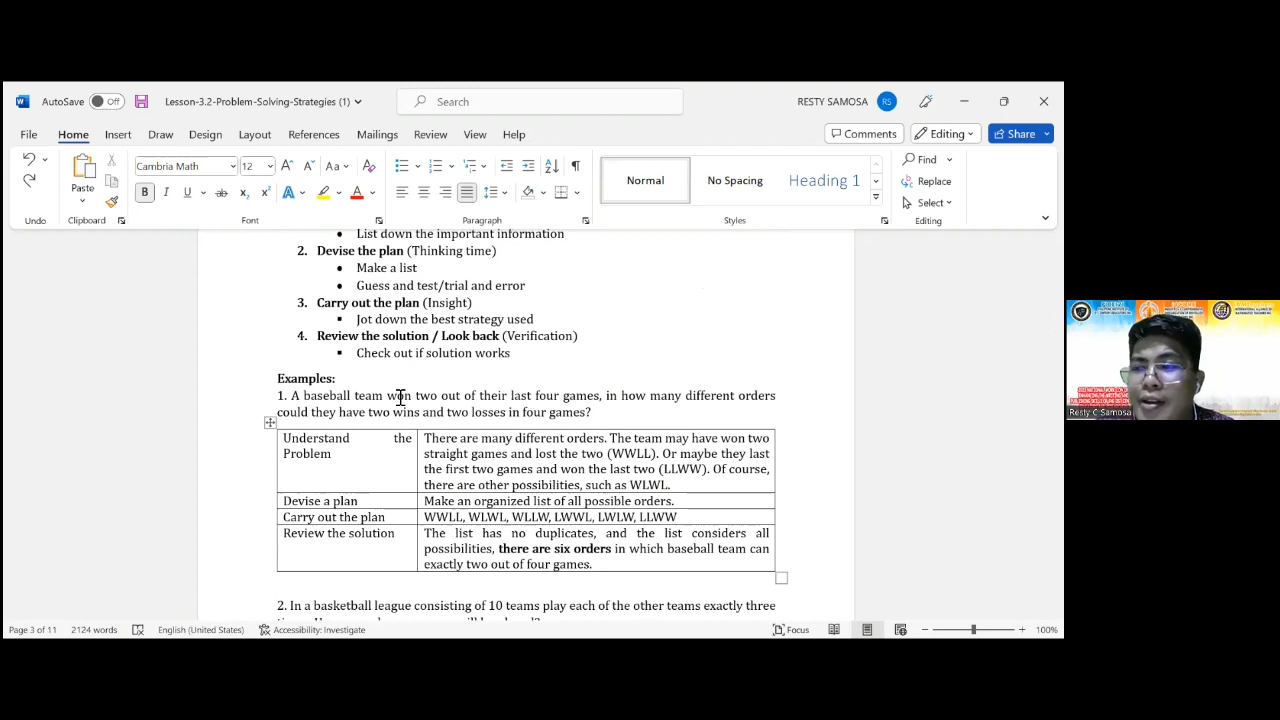 AutoSave Off Lesson-3.2-Problem-Solving-Strategies (1) Search RESTY SAMOSA RS
File Home Insert Draw Design Layout References Mailings Review View Help Comments Editing Share
Cambria Math 12 Aa
Paste
B I U ab x₂ x² A A
Normal No Spacing Heading 1
Find
Replace
Select
Undo Clipboard Font Paragraph Styles Editing
• List down the important information
2. Devise the plan (Thinking time)
• Make a list
• Guess and test/trial and error
3. Carry out the plan (Insight)
▪ Jot down the best strategy used
4. Review the solution / Look back (Verification)
▪ Check out if solution works
Examples:
1. A baseball team won two out of their last four games, in how many different orders
could they have two wins and two losses in four games?
Understand the
Problem
There are many different orders. The team may have won two
straight games and lost the two (WWLL). Or maybe they last
the first two games and won the last two (LLWW). Of course,
there are other possibilities, such as WLWL.
Devise a plan Make an organized list of all possible orders.
Carry out the plan WWLL, WLWL, WLLW, LWWL, LWLW, LLWW
Review the solution The list has no duplicates, and the list considers all
possibilities, there are six orders in which baseball team can
exactly two out of four games.
2. In a basketball league consisting of 10 teams play each of the other teams exactly three
Page 3 of 11 2124 words English (United States) Accessibility: Investigate Focus 100%
Resty C Samosa